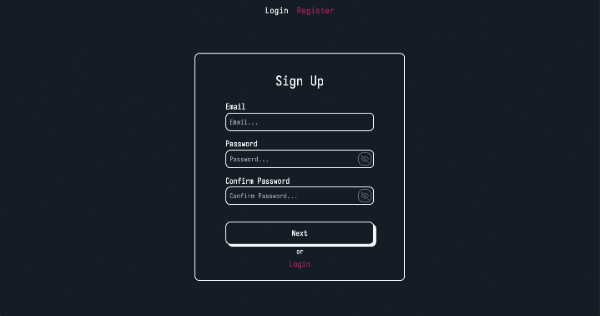 Login Register
Sign Up
Email
Email...
Password
Password...
Confirm Password
Confirm Password...
Next
or
Login